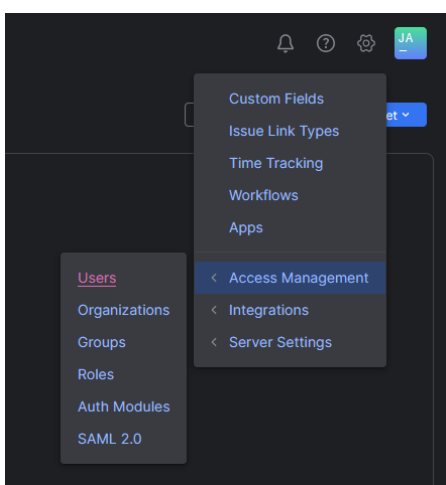 JA
Custom Fields
et
Issue Link Types
Time Tracking
Workflows
Apps
Access Management
Integrations
Server Settings
Users
Organizations
Groups
Roles
Auth Modules
SAML 2.0